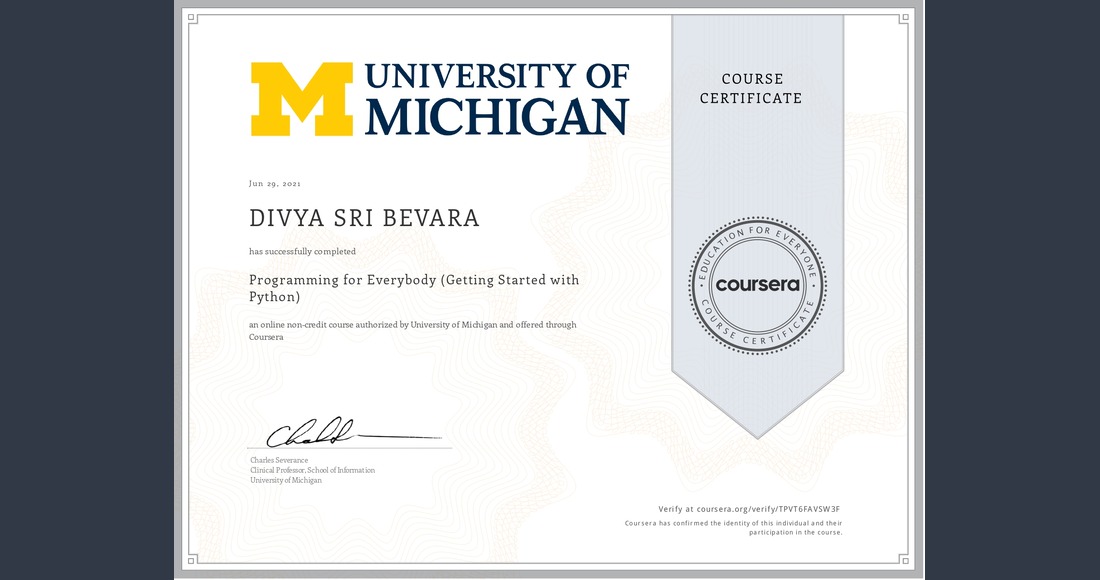 UNIVERSITY OF
MICHIGAN
COURSE
CERTIFICATE
Jun 29, 2021
DIVYA SRI BEVARA
has successfully completed
Programming for Everybody (Getting Started with
Python)
an online non-credit course authorized by University of Michigan and offered through
Coursera
EDUCATION FOR EVERYONE
coursera
COURSE CERTIFICATE
Charles Severance
Clinical Professor, School of Information
University of Michigan
Verify at coursera.org/verify/TPVT6FAVSW3F
Coursera has confirmed the identity of this individual and their
participation in the course.